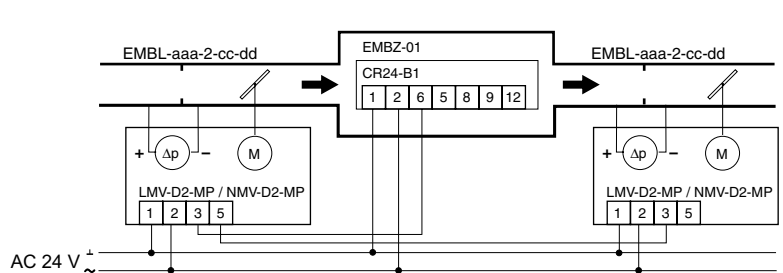 EMBL-aaa-2-cc-dd
EMBZ-01
EMBL-aaa-2-cc-dd
CR24-B1
1 2 6 5 8 9 12
+ Δp − M
+ Δp − M
LMV-D2-MP / NMV-D2-MP
LMV-D2-MP / NMV-D2-MP
1 2 3 5
1 2 3 5
AC 24 V ⊥
~